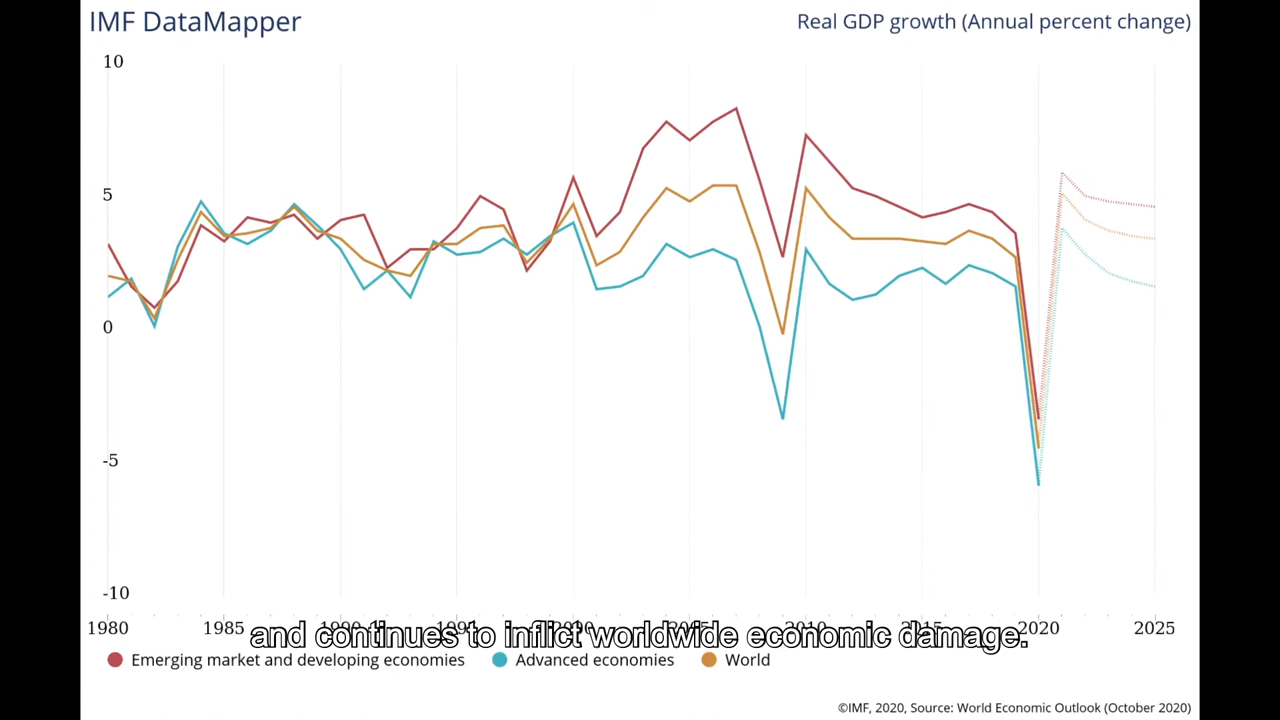 IMF DataMapper
Real GDP growth (Annual percent change)
10
5
0
-5
-10
1980 1985 2020 2025
and continues to inflict worldwide economic damage.
Emerging market and developing economies Advanced economies World
©IMF, 2020, Source: World Economic Outlook (October 2020)